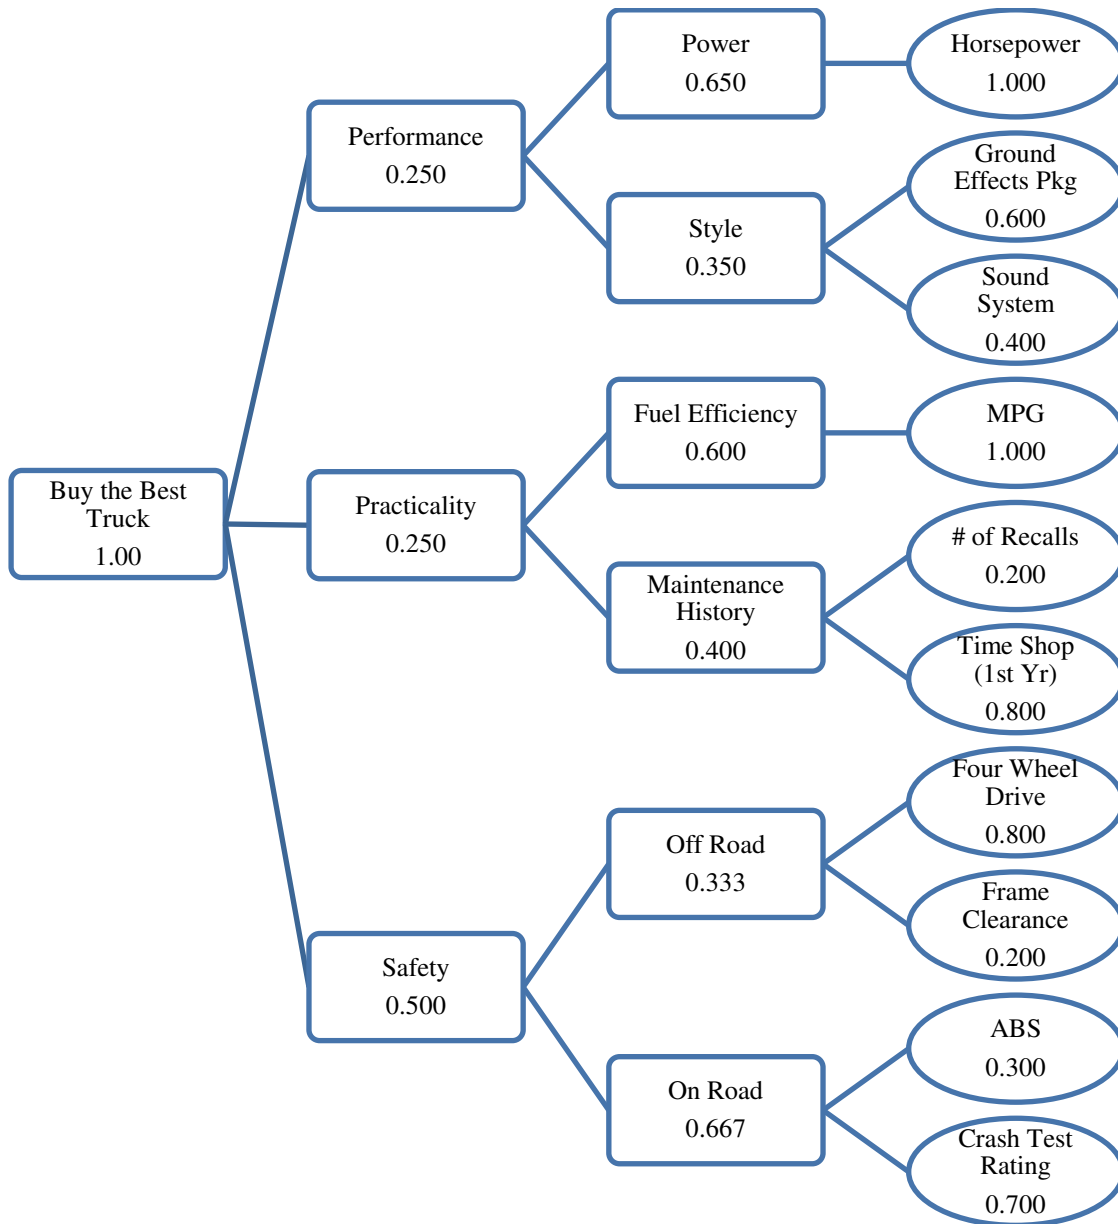 Buy the Best
Truck
1.00
Performance
0.250
Practicality
0.250
Safety
0.500
Power
0.650
Style
0.350
Fuel Efficiency
0.600
Maintenance
History
0.400
Off Road
0.333
On Road
0.667
Horsepower
1.000
Ground
Effects Pkg
0.600
Sound
System
0.400
MPG
1.000
# of Recalls
0.200
Time Shop
(1st Yr)
0.800
Four Wheel
Drive
0.800
Frame
Clearance
0.200
ABS
0.300
Crash Test
Rating
0.700